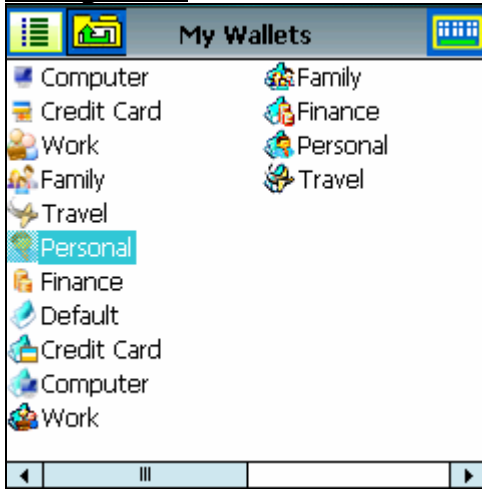 My Wallets
Computer
Credit Card
Work
Family
Travel
Personal
Finance
Default
Credit Card
Computer
Work
Family
Finance
Personal
Travel